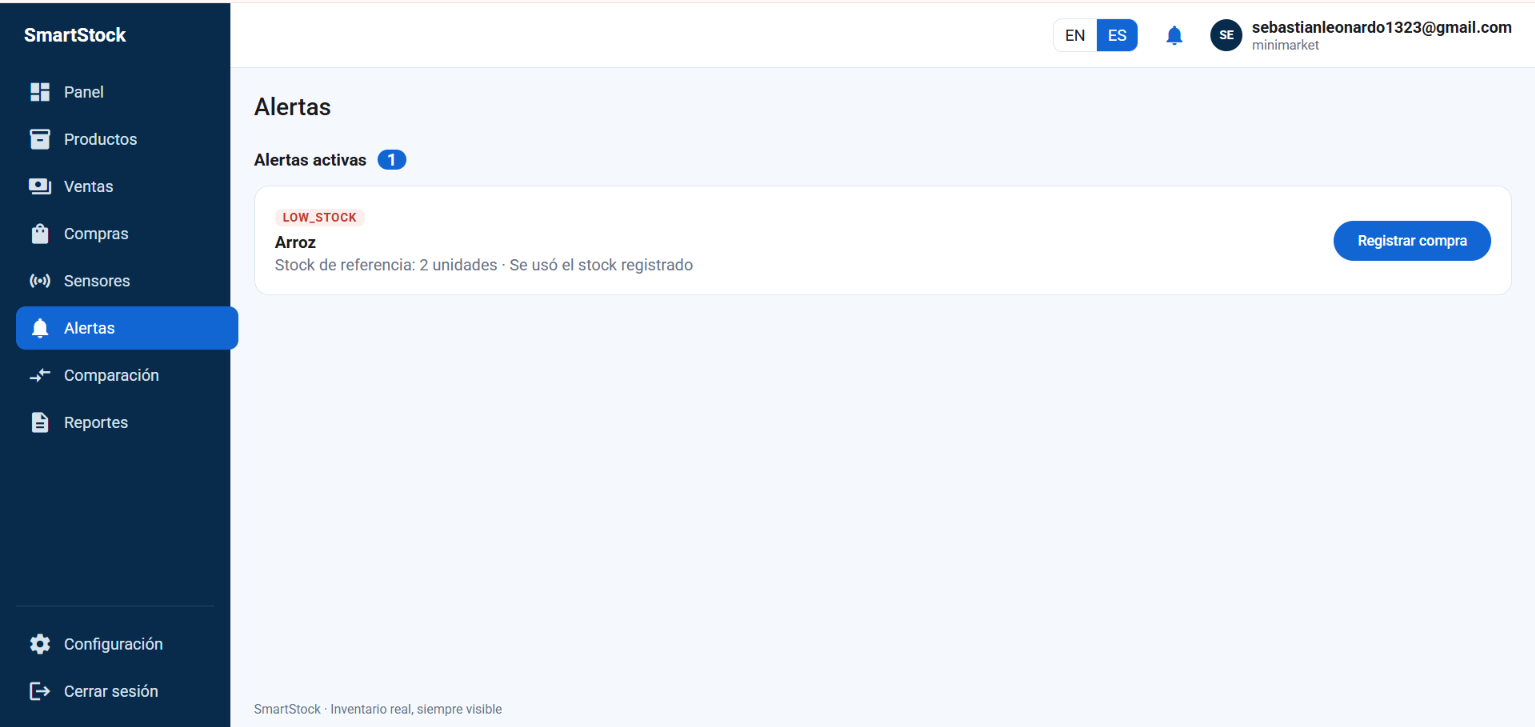 SmartStock
EN ES
SE
sebastianleonardo1323@gmail.com
minimarket
Panel
Productos
Ventas
Compras
Sensores
Alertas
Comparación
Reportes
Configuración
Cerrar sesión
Alertas
Alertas activas 1
LOW_STOCK
Arroz
Stock de referencia: 2 unidades · Se usó el stock registrado
Registrar compra
SmartStock · Inventario real, siempre visible